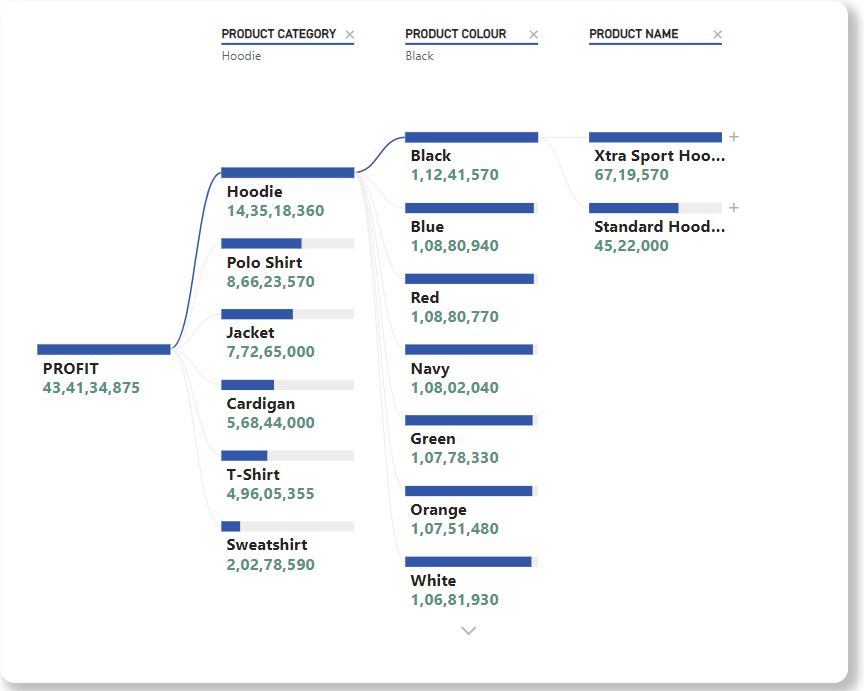 PRODUCT CATEGORY ×
Hoodie
PRODUCT COLOUR ×
Black
PRODUCT NAME ×
PROFIT
43,41,34,875
Hoodie
14,35,18,360
Polo Shirt
8,66,23,570
Jacket
7,72,65,000
Cardigan
5,68,44,000
T-Shirt
4,96,05,355
Sweatshirt
2,02,78,590
Black
1,12,41,570
Blue
1,08,80,940
Red
1,08,80,770
Navy
1,08,02,040
Green
1,07,78,330
Orange
1,07,51,480
White
1,06,81,930
Xtra Sport Hoo...
67,19,570
Standard Hood...
45,22,000